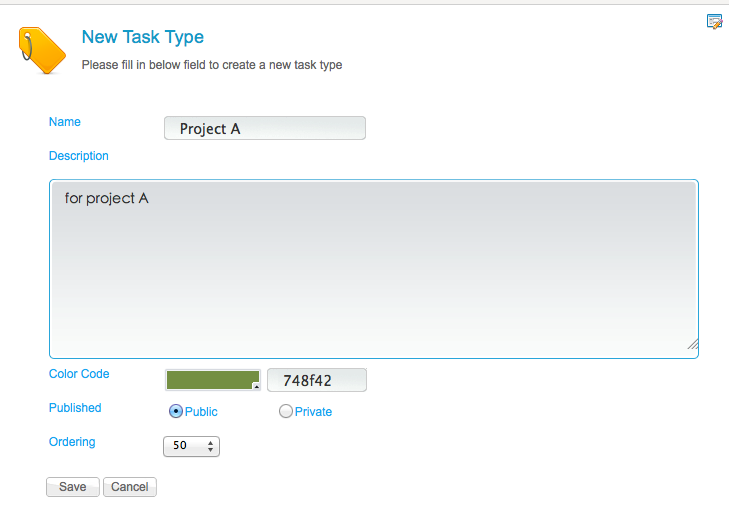 New Task Type
Please fill in below field to create a new task type
Name
Project A
Description
for project A
Color Code
748f42
Published
Public
Private
Ordering
50
Save
Cancel